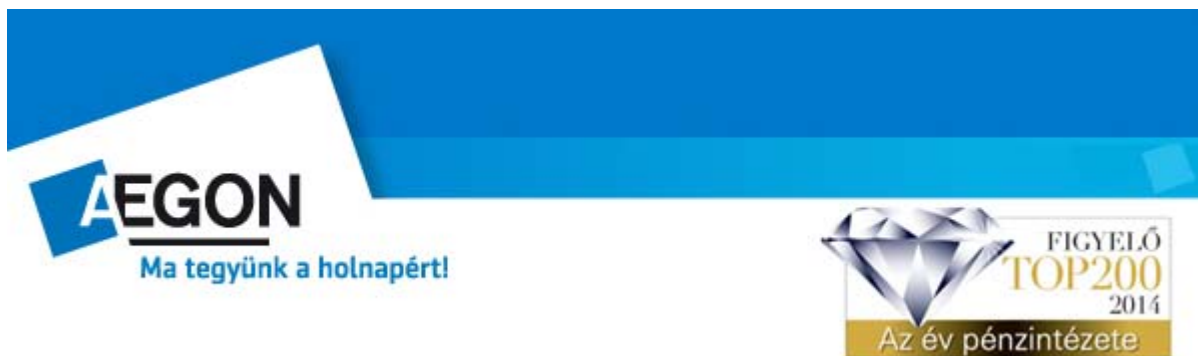 AEGON
Ma tegyünk a holnapért!
FIGYELŐ
TOP200
2014
Az év pénzintézete